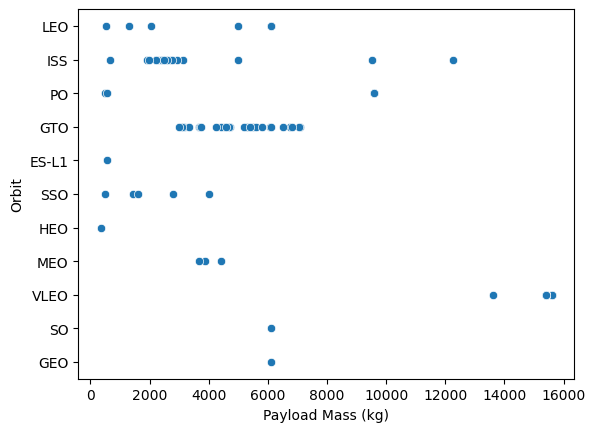 LEO
ISS
PO
GTO
ES-L1
SSO
HEO
MEO
VLEO
SO
GEO
Orbit
0 2000 4000 6000 8000 10000 12000 14000 16000
Payload Mass (kg)